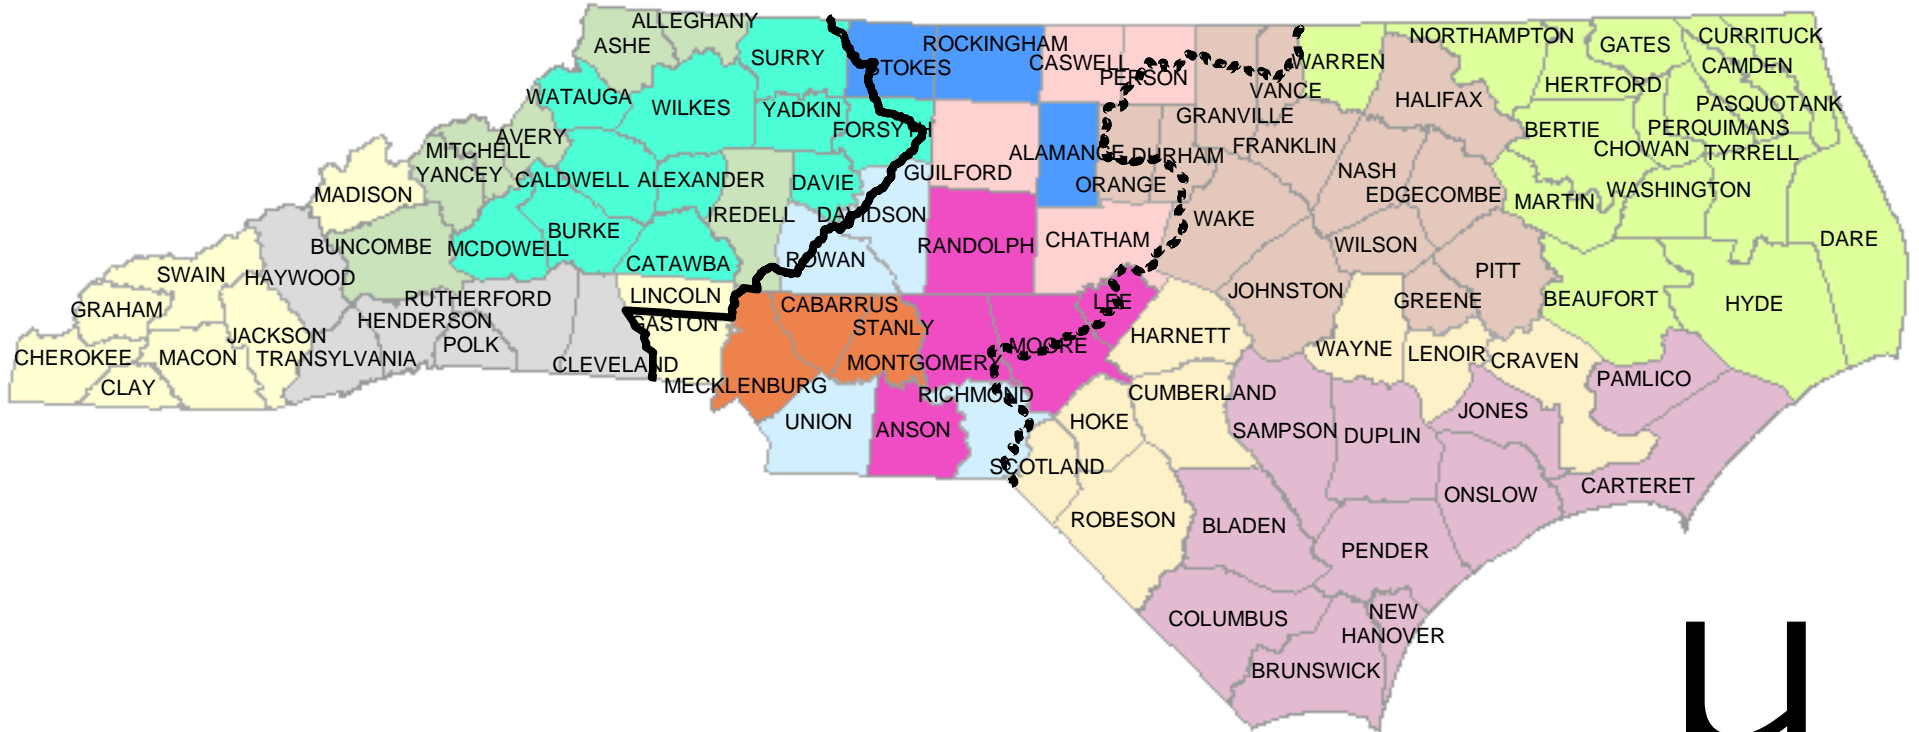 ALLEGHANY
ASHE
SURRY
STOKES
ROCKINGHAM
CASWELL
PERSON
VANCE
WARREN
NORTHAMPTON
GATES
CURRITUCK
CAMDEN
HERTFORD
HALIFAX
PASQUOTANK
WATAUGA
WILKES
YADKIN
FORSYTH
GRANVILLE
FRANKLIN
BERTIE
PERQUIMANS
CHOWAN
TYRRELL
AVERY
MITCHELL
YANCEY
CALDWELL
ALEXANDER
DAVIE
GUILFORD
ALAMANCE
DURHAM
ORANGE
NASH
EDGECOMBE
MARTIN
WASHINGTON
MADISON
IREDELL
DAVIDSON
WAKE
BUNCOMBE
MCDOWELL
BURKE
CATAWBA
ROWAN
RANDOLPH
CHATHAM
WILSON
PITT
DARE
SWAIN
HAYWOOD
RUTHERFORD
LINCOLN
CABARRUS
LEE
JOHNSTON
GREENE
BEAUFORT
HYDE
GRAHAM
JACKSON
HENDERSON
POLK
GASTON
STANLY
HARNETT
CHEROKEE
MACON
TRANSYLVANIA
CLEVELAND
MECKLENBURG
MONTGOMERY
MOORE
WAYNE
LENOIR
CRAVEN
PAMLICO
CLAY
UNION
ANSON
RICHMOND
CUMBERLAND
HOKE
SAMPSON
DUPLIN
JONES
SCOTLAND
ROBESON
BLADEN
ONSLOW
CARTERET
PENDER
COLUMBUS
NEW
HANOVER
BRUNSWICK
u